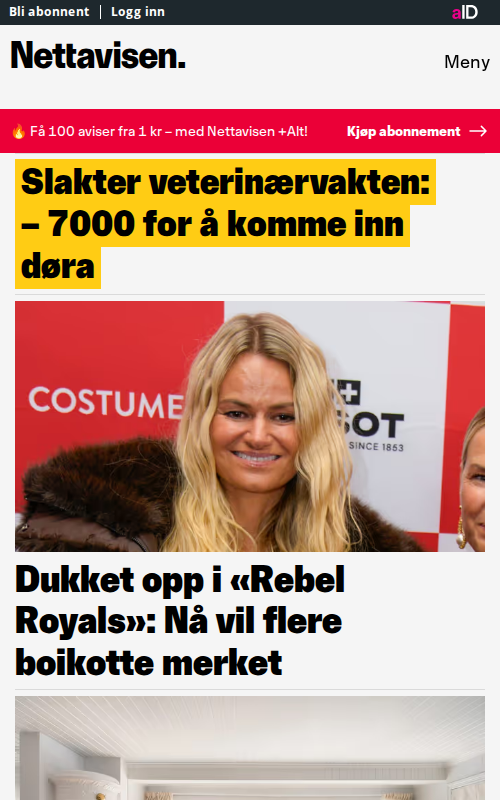 Bli abonnent | Logg inn
aID
Nettavisen.
Meny
🔥 Få 100 aviser fra 1 kr – med Nettavisen +Alt!
Kjøp abonnement →
Slakter veterinærvakten:
– 7000 for å komme inn
døra
COSTUME
SOT
SINCE 1853
Dukket opp i «Rebel
Royals»: Nå vil flere
boikotte merket